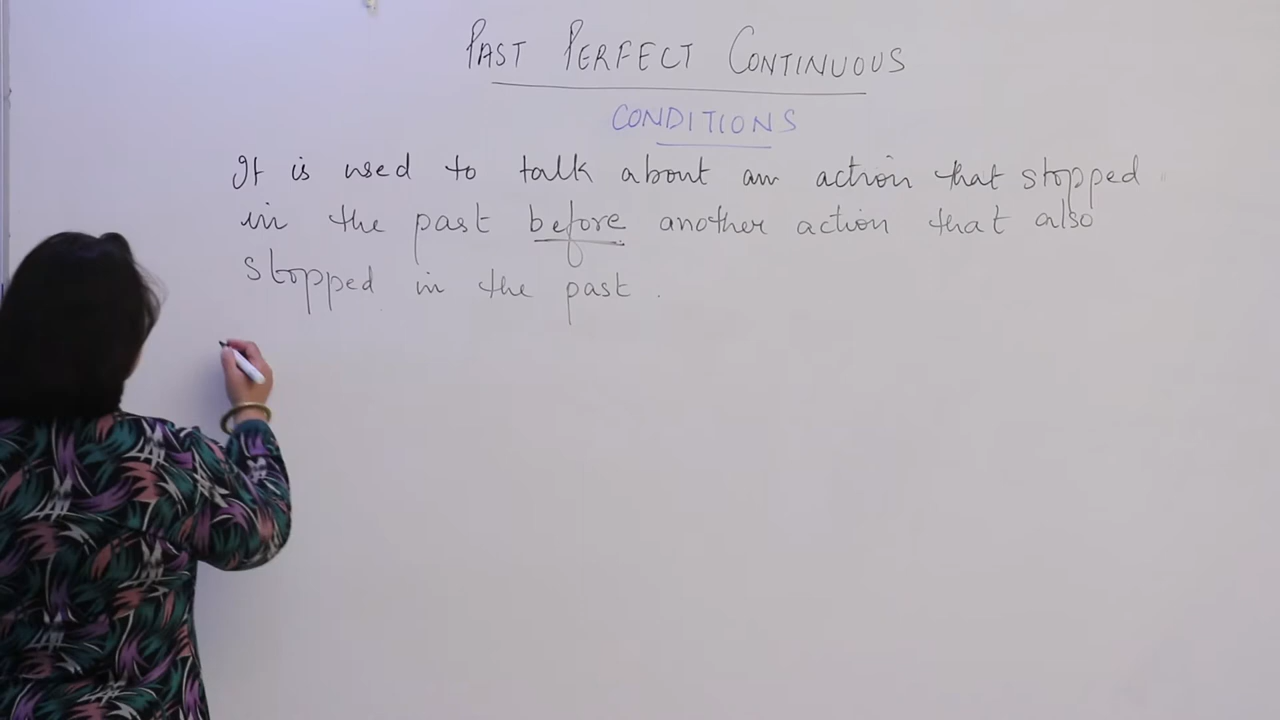 PAST PERFECT CONTINUOUS
CONDITIONS
It is used to talk about an action that stopped
in the past before another action that also
stopped in the past.